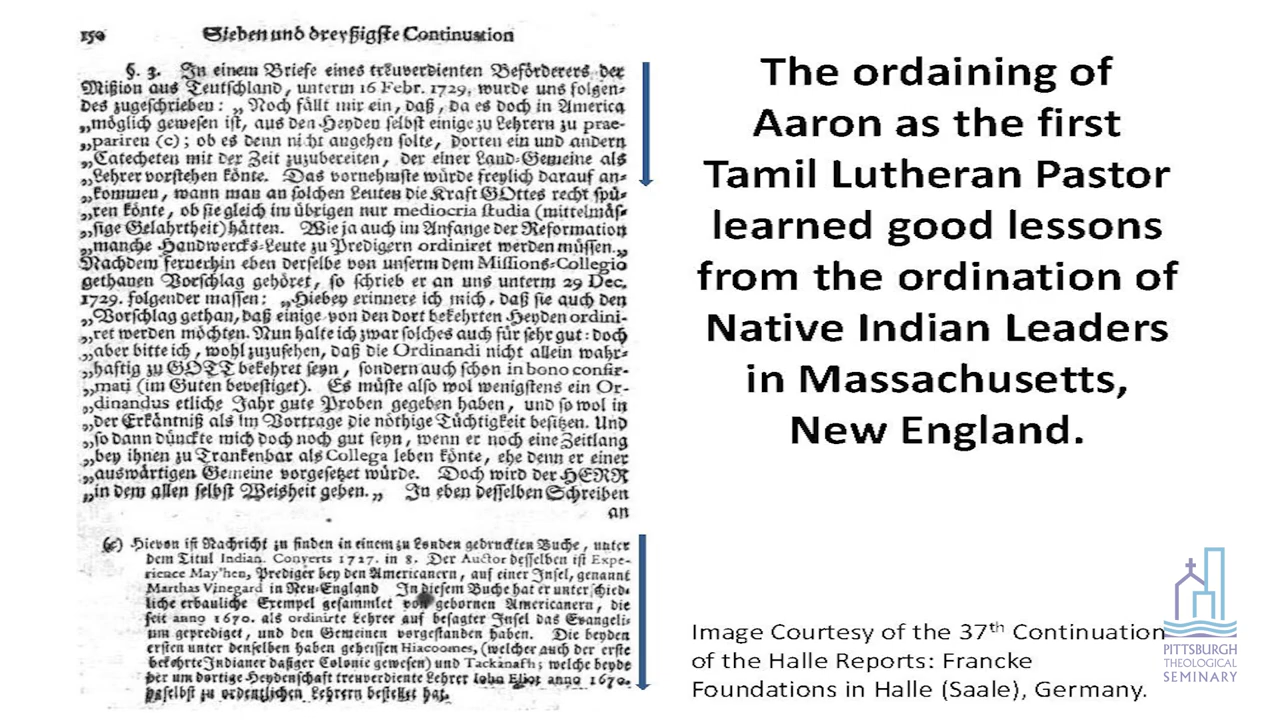 150 Sieben und dreyßigste Continuation
§. 3. In einem Briefe eines treuverdienten Beförderers der
Mißion aus Teutschland, unterm 16 Febr. 1729, wurde uns folgen-
des zugeschrieben: „Noch fällt mir ein, daß, da es doch in America
„möglich gewesen ist, aus den Heyden selbst einige zu Lehrern zu prae-
„pariren (c); ob es denn nicht angehen solte, dorten ein und andern
„Catecheten mit der Zeit zuzubereiten, der einer Land-Gemeine als
„Lehrer vorstehen könte. Das vornehmste würde freylich darauf an-
„kommen, wann man an solchen Leuten die Kraft GOttes recht spü-
„ren könte, ob sie gleich im übrigen nur mediocria studia (mittelmäs-
„sige Gelahrtheit) hätten. Wie ja auch im Anfange der Reformation
„manche Handwercks-Leute zu Predigern ordiniret werden müssen.„
Nachdem fernerhin eben derselbe von unserm dem Missions-Collegio
gethanen Vorschlag gehöret, so schrieb er an uns unterm 29 Dec.
1729. folgender massen: „Hiebey erinnere ich mich, daß sie auch den
„Vorschlag gethan, daß einige von den dort bekehrten Heyden ordini-
„ret werden möchten. Nun halte ich zwar solches auch für sehr gut: doch
„aber bitte ich, wohl zuzusehen, daß die Ordinandi nicht allein wahr-
„haftig zu GOTT bekehret seyn, sondern auch schon in bono confir-
„mati (im Guten bevestiget). Es müste also wol wenigstens ein Or-
„dinandus etliche Jahr gute Proben gegeben haben, und so wol in
„der Erkäntniß als im Vortrage die nöthige Tüchtigkeit besitzen. Und
„so dann dünckte mich doch noch gut seyn, wenn er noch eine Zeitlang
„bey ihnen zu Trankenbar als Collega leben könte, ehe denn er einer
„auswärtigen Gemeine vorgesetzet würde. Doch wird der HERR
„in dem allen selbst Weisheit geben.„ In eben desselben Schreiben
an
(c) Hievon ist Nachricht zu finden in einem zu Londen gedruckten Buche, unter
dem Titul Indian. Converts 1727. in 8. Der Auctor desselben ist Expe-
rience May'hen, Prediger bey den Americanern, auf einer Insel, genannt
Marthas Vinegard in Neu-England In diesem Buche hat er unterschied-
liche erbauliche Exempel gesammlet von gebornen Americanern, die
seit anno 1670. als ordinirte Lehrer auf besagter Insel das Evangeli-
um geprediget, und den Gemeinen vorgestanden haben. Die beyden
ersten unter denselben haben geheissen Hiacoomes, (welcher auch der erste
bekehrte Indianer dasiger Colonie gewesen) und Tackanash; welche beyde
der um dortige Heydenschaft treuverdiente Lehrer John Eliot anno 1670.
daselbst zu ordentlichen Lehrern bestellet hat.
The ordaining of
Aaron as the first
Tamil Lutheran Pastor
learned good lessons
from the ordination of
Native Indian Leaders
in Massachusetts,
New England.
Image Courtesy of the 37th Continuation
of the Halle Reports: Francke
Foundations in Halle (Saale), Germany.
PITTSBURGH
THEOLOGICAL
SEMINARY